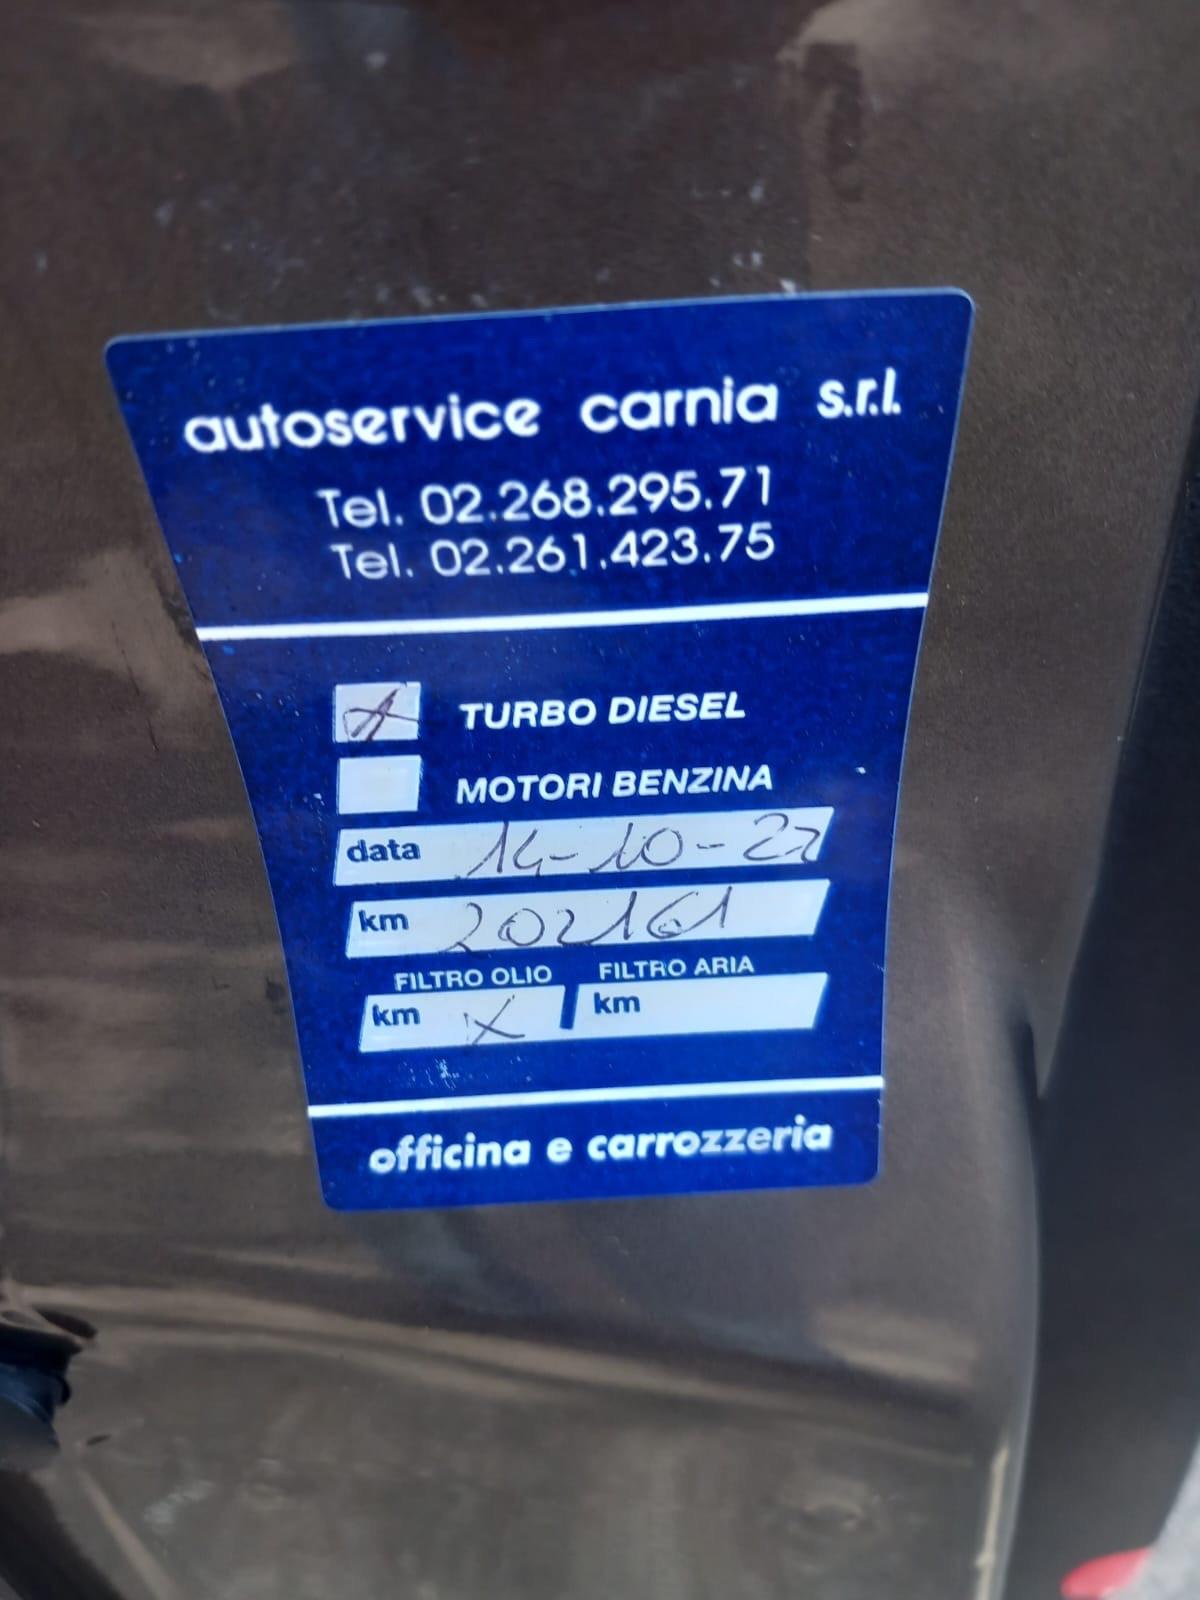 autoservice carnia s.r.l.
Tel. 02.268.295.71
Tel. 02.261.423.75
X TURBO DIESEL
MOTORI BENZINA
data 14-10-22
km 202161
FILTRO OLIO FILTRO ARIA
km X km
officina e carrozzeria